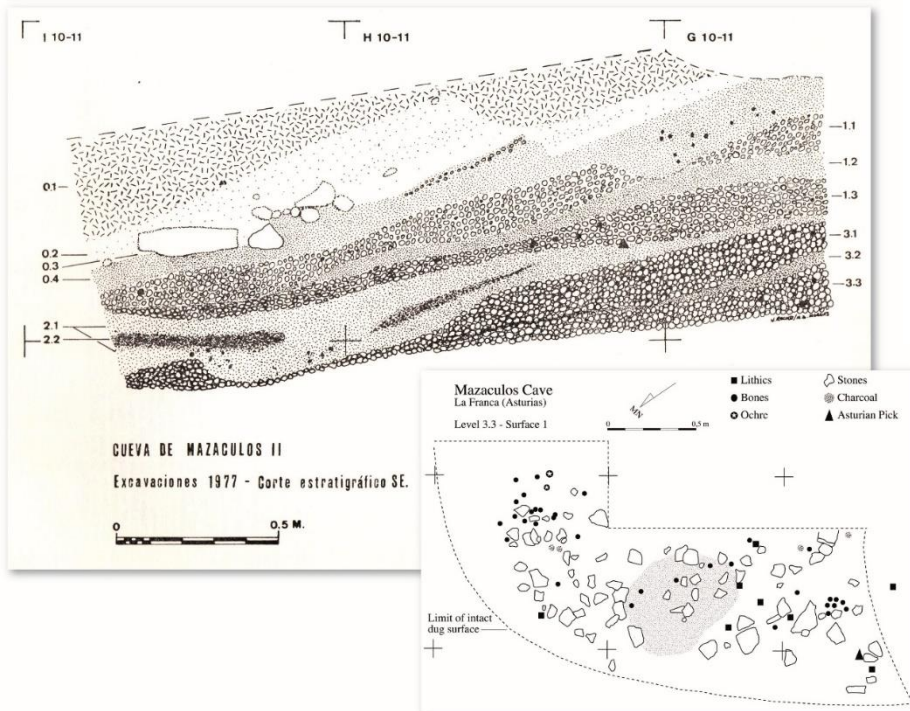 I 10-11
H 10-11
G 10-11
0.1
0.2
0.3
0.4
2.1
2.2
1.1
1.2
1.3
3.1
3.2
3.3
CUEVA DE MAZACULOS II
Excavaciones 1977 - Corte estratigráfico SE.
0
0.5 M.
Mazaculos Cave
La Franca (Asturias)
Level 3.3 - Surface 1
MN
0
0,5 m
Lithics
Bones
Ochre
Stones
Charcoal
Asturian Pick
Limit of intact
dug surface